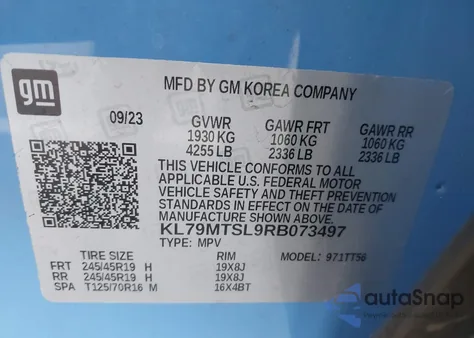 gm
MFD BY GM KOREA COMPANY
09/23 GVWR GAWR FRT GAWR RR
1930 KG 1060 KG 1060 KG
4255 LB 2336 LB 2336 LB
THIS VEHICLE CONFORMS TO ALL
APPLICABLE U.S. FEDERAL MOTOR
VEHICLE SAFETY AND THEFT PREVENTION
STANDARDS IN EFFECT ON THE DATE OF
MANUFACTURE SHOWN ABOVE.
KL79MTSL9RB073497
TYPE: MPV MODEL: 971TT56
TIRE SIZE RIM
FRT 245/45R19 H 19X8J
RR 245/45R19 H 19X8J
SPA T125/70R16 M 16X4BT
autoSnap